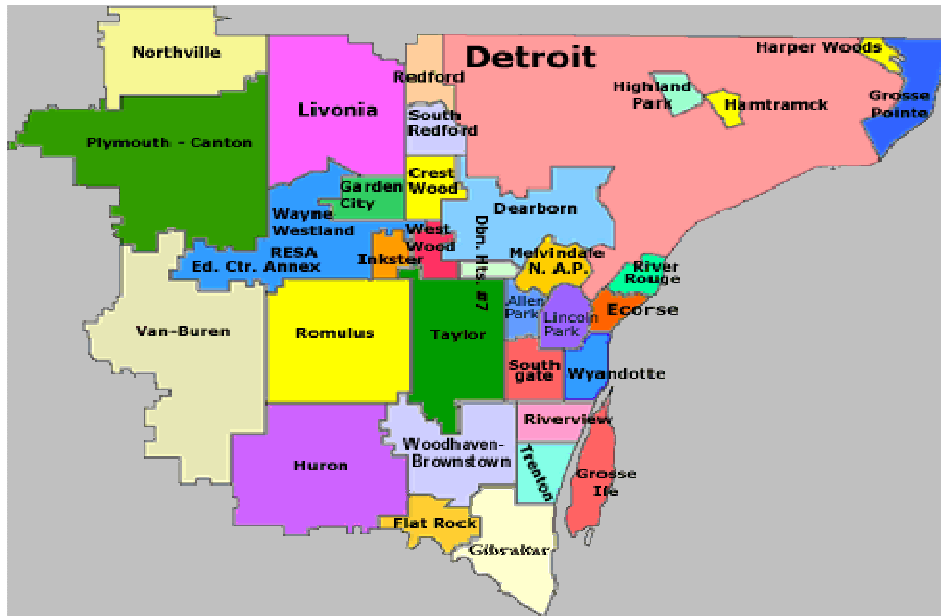 Northville
Detroit
Harper Woods
Redford
Highland
Park
Hamtramck
Grosse
Pointe
Livonia
South
Redford
Plymouth - Canton
Crest
Wood
Garden
City
Dearborn
Wayne
Westland
West
Wood
Dbn. Hts. #7
RESA
Ed. Ctr. Annex
Inkster
Melvindale
N. A.P.
River
Rouge
Allen
Park
Lincoln
Park
Ecorse
Van-Buren
Romulus
Taylor
South
gate
Wyandotte
Riverview
Woodhaven-
Brownstown
Trenton
Huron
Grosse
Ile
Flat Rock
Gibraltar